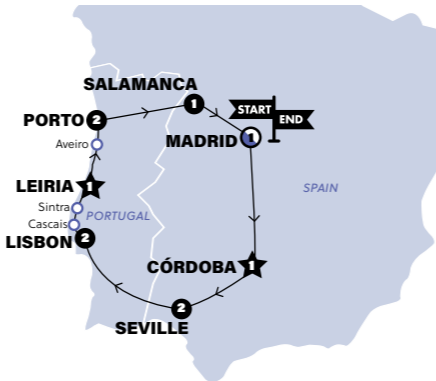 SALAMANCA
1
START
END
PORTO
2
MADRID
1
Aveiro
LEIRIA
1
SPAIN
Sintra
PORTUGAL
Cascais
LISBON
2
CÓRDOBA
1
2
SEVILLE